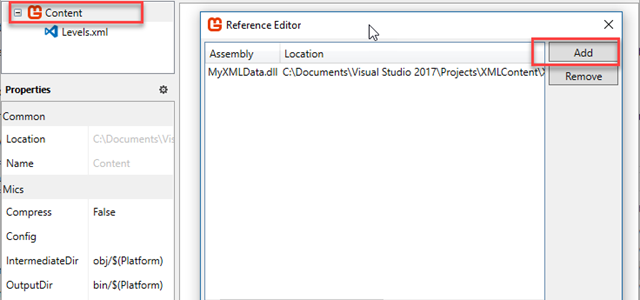 Content
Levels.xml
Properties
Common
Location C:\Documents\Vis
Name Content
Mics
Compress False
Config
IntermediateDir obj/$(Platform)
OutputDir bin/$(Platform)
Reference Editor
Assembly Location
MyXMLData.dll C:\Documents\Visual Studio 2017\Projects\XMLContent\
Add
Remove